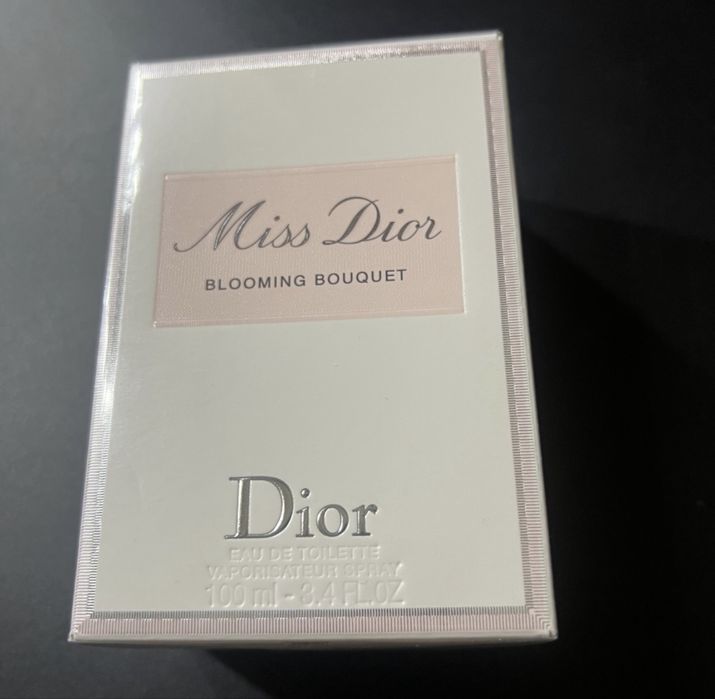 Miss Dior
BLOOMING BOUQUET
Dior
EAU DE TOILETTE
VAPORISATEUR SPRAY
100 ml - 3.4 FL.OZ